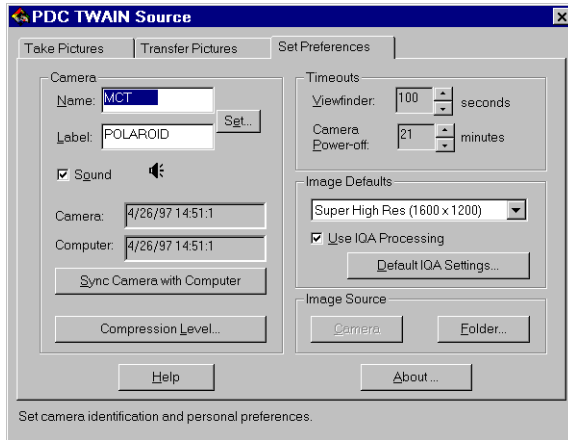 PDC TWAIN Source
Take Pictures
Transfer Pictures
Set Preferences
Camera
Name: MCT
Set...
Label: POLAROID
Sound
Camera: 4/26/97 14:51:1
Computer: 4/26/97 14:51:1
Sync Camera with Computer
Compression Level...
Timeouts
Viewfinder: 100 seconds
Camera
Power-off: 21 minutes
Image Defaults
Super High Res (1600 x 1200)
Use IQA Processing
Default IQA Settings...
Image Source
Camera
Folder...
Help
About ...
Set camera identification and personal preferences.